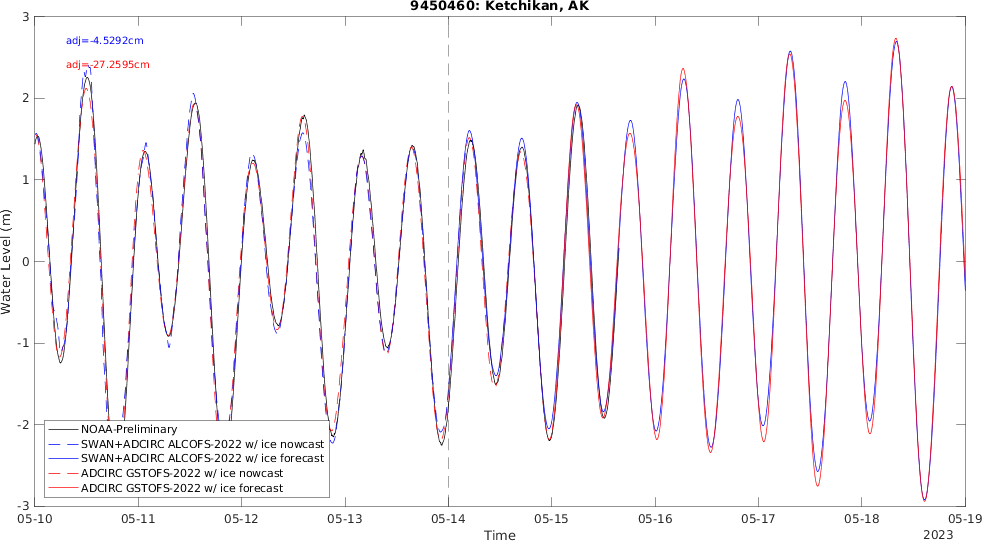 9450460: Ketchikan, AK
adj=-4.5292cm
adj=-27.2595cm
Water Level (m)
3
2
1
0
-1
-2
-3
NOAA-Preliminary
SWAN+ADCIRC ALCOFS-2022 w/ ice nowcast
SWAN+ADCIRC ALCOFS-2022 w/ ice forecast
ADCIRC GSTOFS-2022 w/ ice nowcast
ADCIRC GSTOFS-2022 w/ ice forecast
05-10 05-11 05-12 05-13 05-14 05-15 05-16 05-17 05-18 05-19
Time
2023